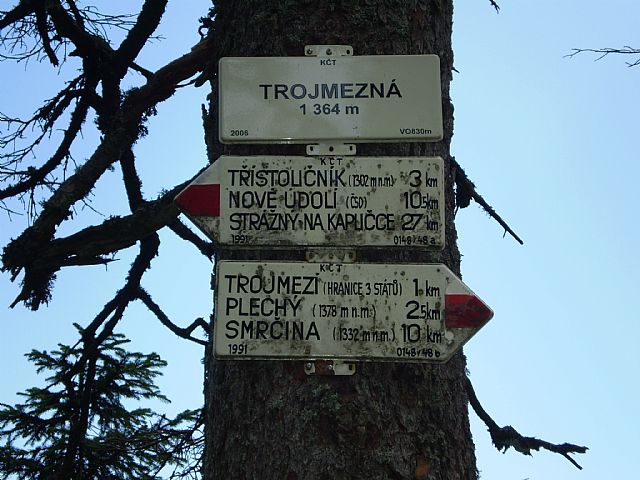 KČT
TROJMEZNÁ
1 364 m
2006 VO830m
KČT
TŘÍSTOLIČNÍK (1302 m n.m.) 3 KM
NOVÉ ÚDOLÍ (ČSD) 10,5 KM
STRÁŽNÝ-NA KAPLIČCE 27 KM
1991 0148/48 a
KČT
TROJMEZÍ (HRANICE 3 STÁTŮ) 1 KM
PLECHÝ (1378 m n.m.) 2,5 KM
SMRČINA (1332 m n.m.) 10 KM
1991 0148/48 b